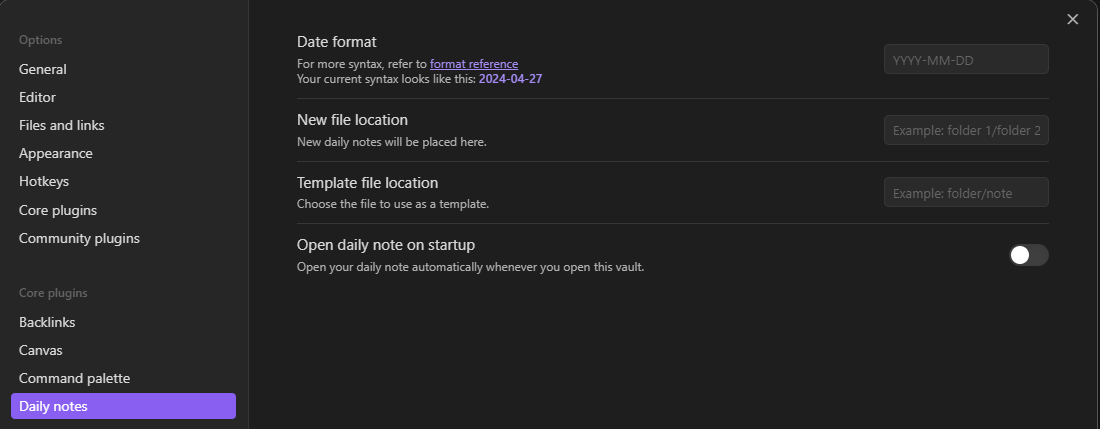 Options
General
Editor
Files and links
Appearance
Hotkeys
Core plugins
Community plugins
Core plugins
Backlinks
Canvas
Command palette
Daily notes
Date format
For more syntax, refer to format reference
Your current syntax looks like this: 2024-04-27
YYYY-MM-DD
New file location
New daily notes will be placed here.
Example: folder 1/folder 2
Template file location
Choose the file to use as a template.
Example: folder/note
Open daily note on startup
Open your daily note automatically whenever you open this vault.